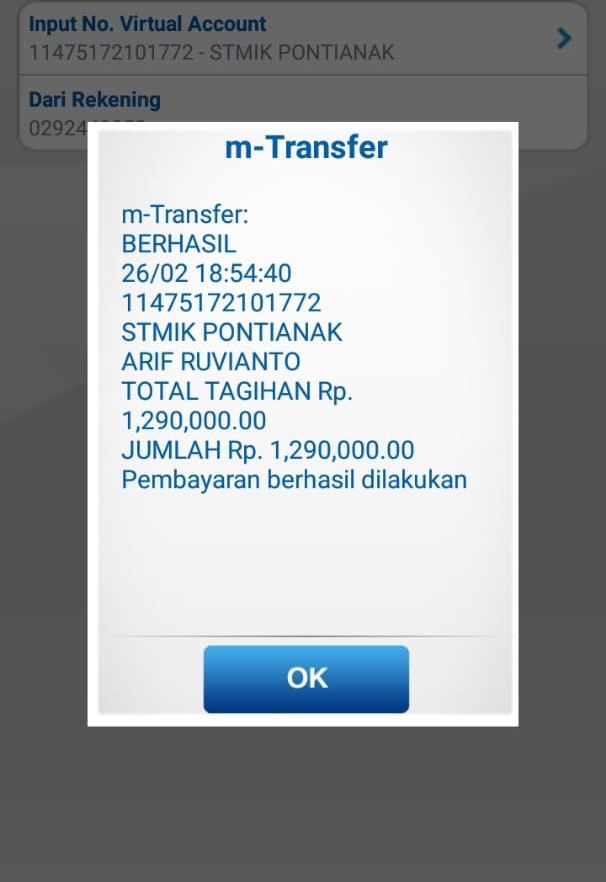 Input No. Virtual Account
11475172101772 - STMIK PONTIANAK
Dari Rekening
m-Transfer
m-Transfer:
BERHASIL
26/02 18:54:40
11475172101772
STMIK PONTIANAK
ARIF RUVIANTO
TOTAL TAGIHAN Rp.
1,290,000.00
JUMLAH Rp. 1,290,000.00
Pembayaran berhasil dilakukan
OK